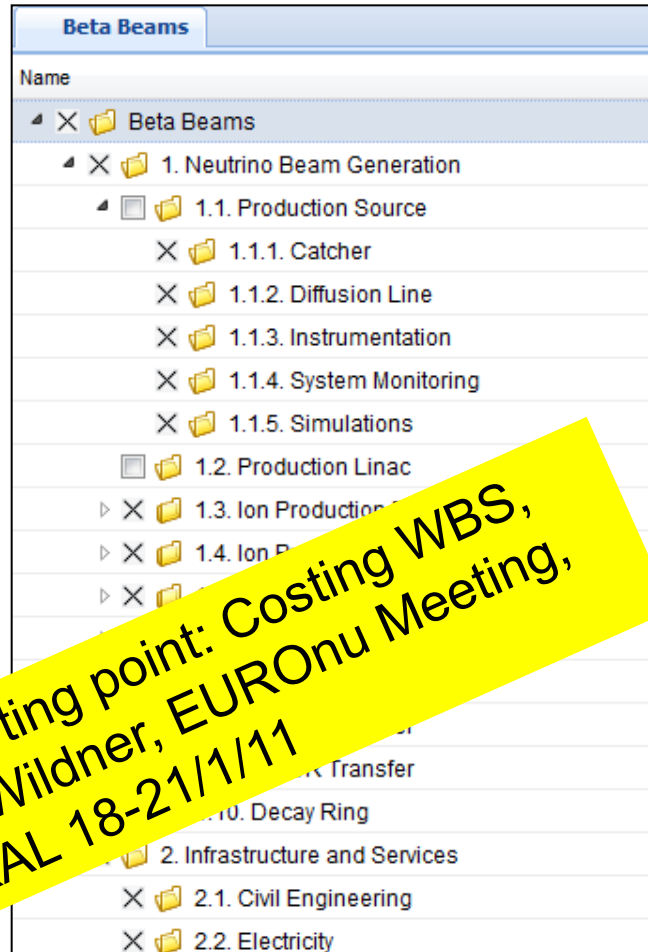 Beta Beams
Name
Beta Beams
1. Neutrino Beam Generation
1.1. Production Source
1.1.1. Catcher
1.1.2. Diffusion Line
1.1.3. Instrumentation
1.1.4. System Monitoring
1.1.5. Simulations
1.2. Production Linac
1.3. Ion Production
1.4. Ion
point: Costing WBS,
Wildner, EUROnu Meeting,
18-21/1/11
Transfer
Decay Ring
2. Infrastructure and Services
2.1. Civil Engineering
2.2. Electricity